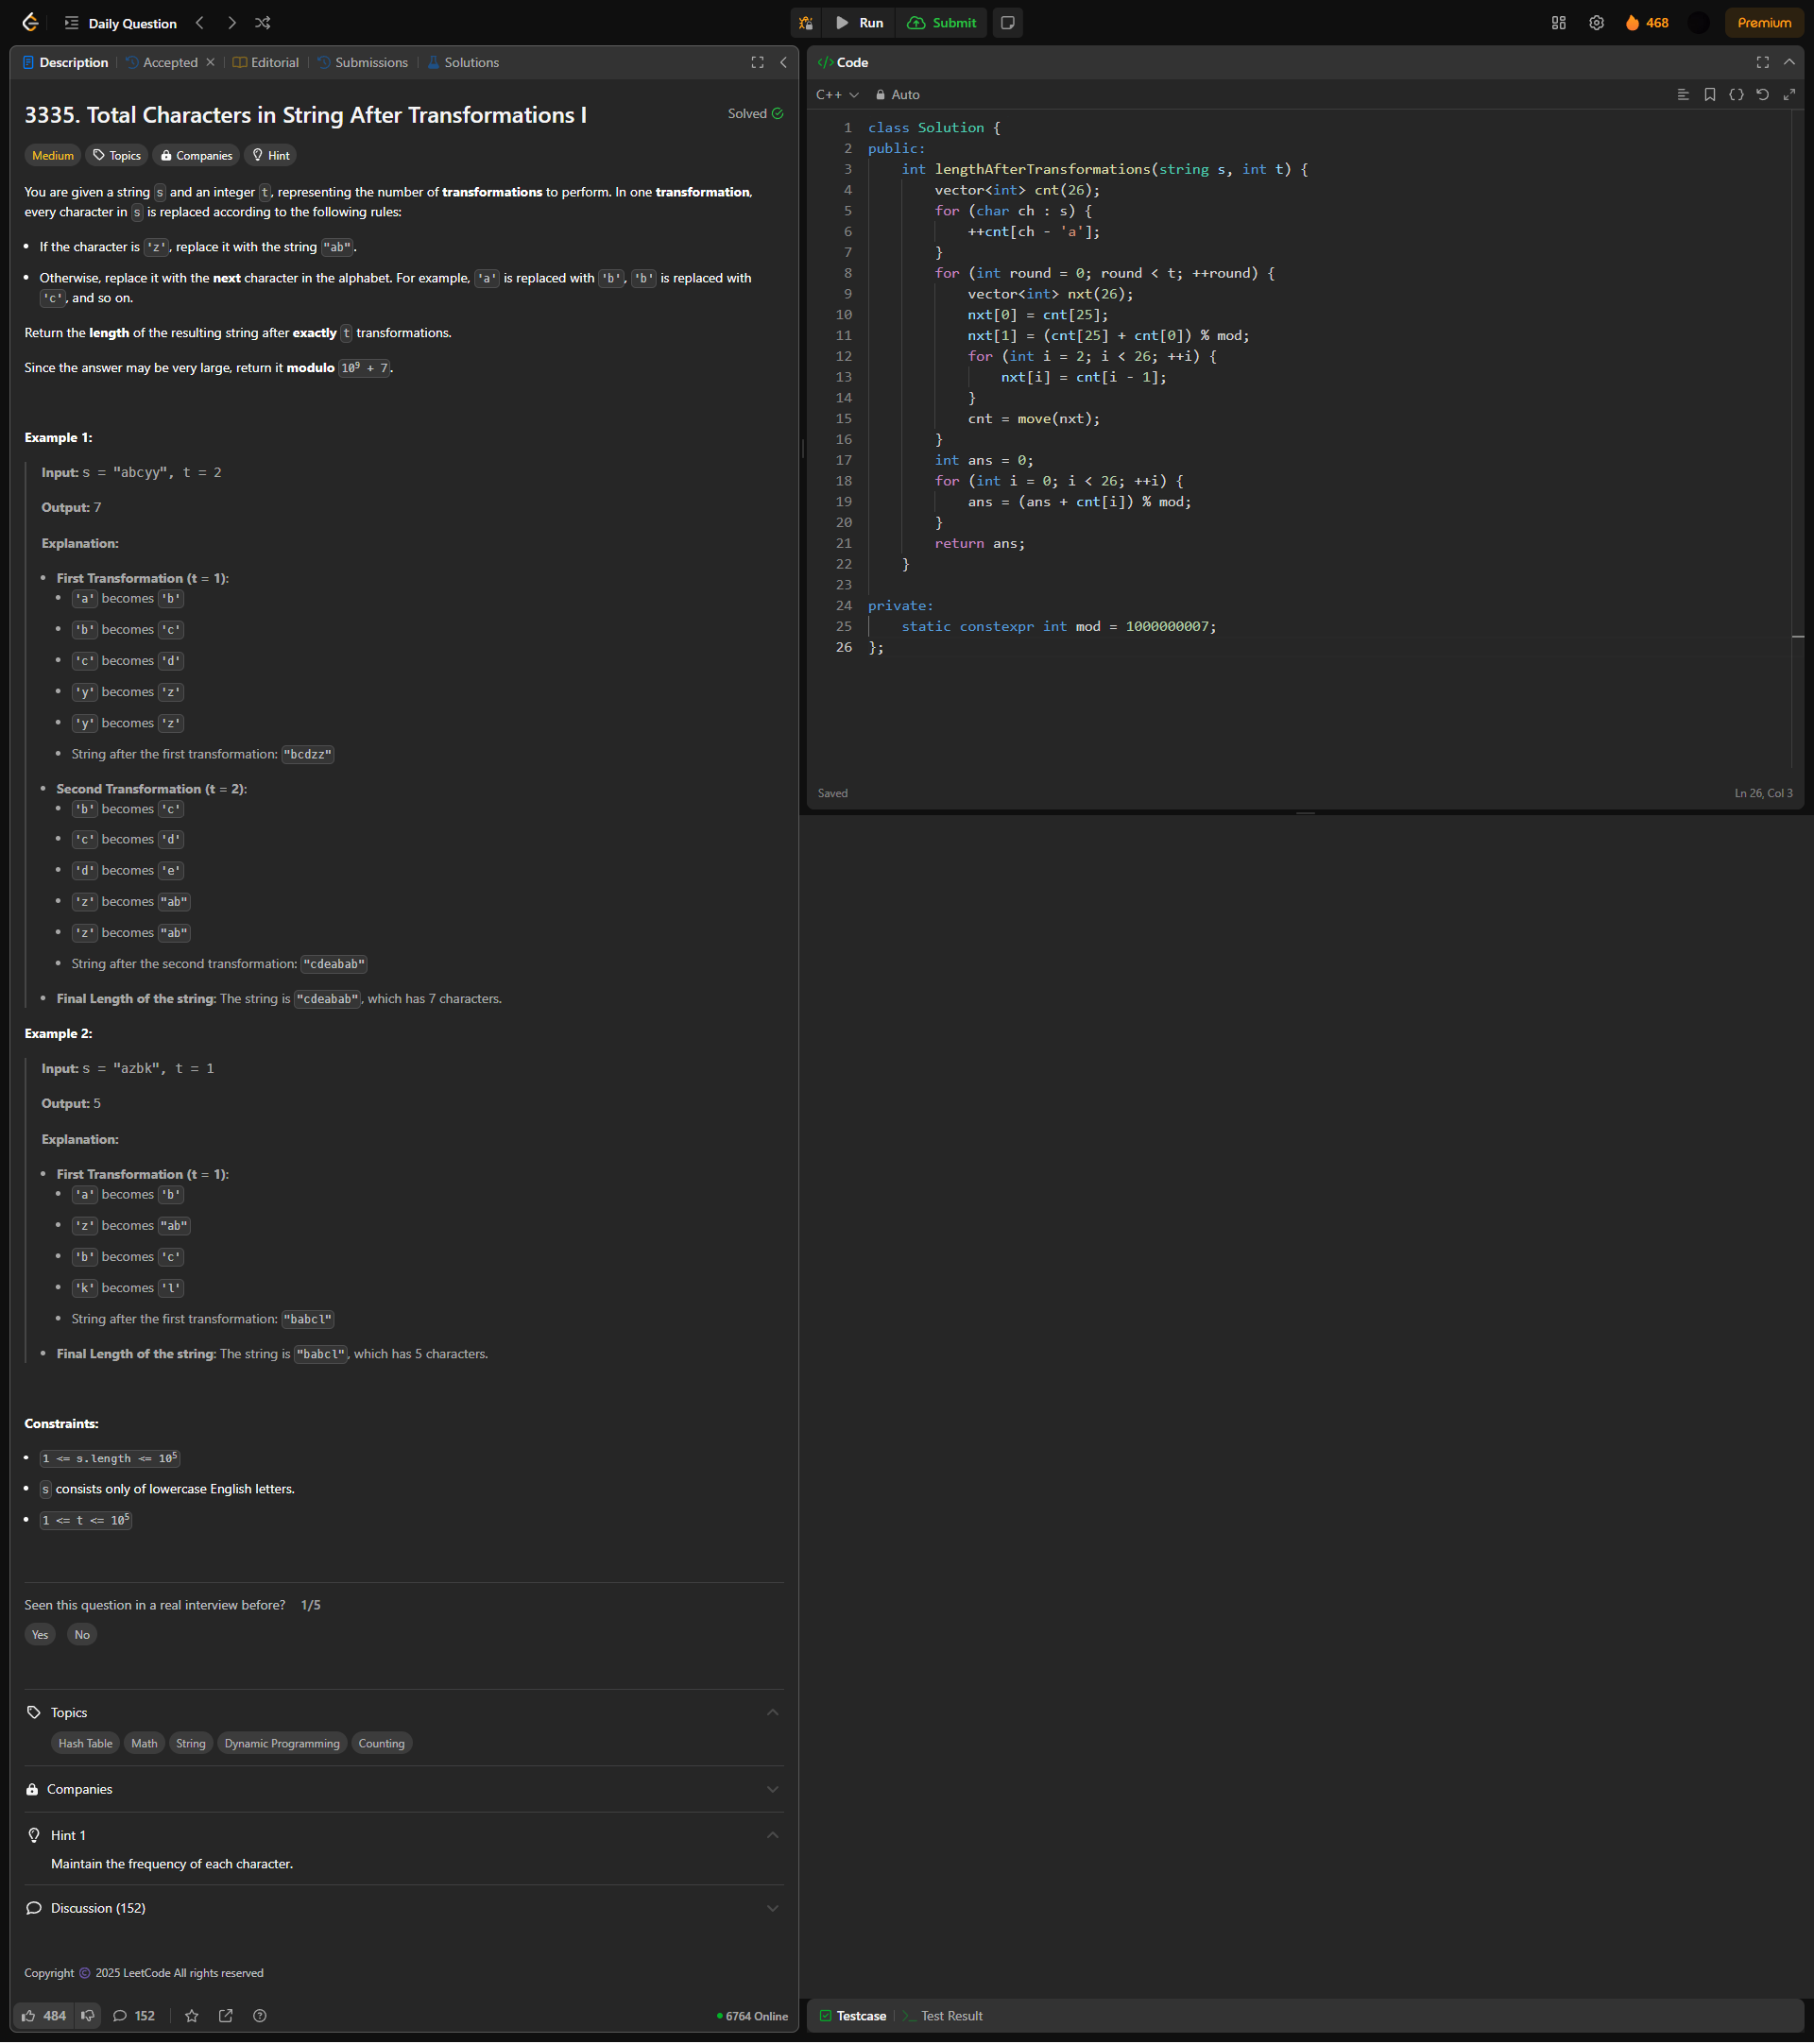 Daily Question
Run
Submit
468
Premium
Description
Accepted
Editorial
Submissions
Solutions
3335. Total Characters in String After Transformations I
Solved
Medium
Topics
Companies
Hint
You are given a string s and an integer t, representing the number of transformations to perform. In one transformation,
every character in s is replaced according to the following rules:
• If the character is 'z', replace it with the string "ab".
• Otherwise, replace it with the next character in the alphabet. For example, 'a' is replaced with 'b', 'b' is replaced with
'c', and so on.
Return the length of the resulting string after exactly t transformations.
Since the answer may be very large, return it modulo 10⁹ + 7.
Example 1:
Input: s = "abcyy", t = 2
Output: 7
Explanation:
• First Transformation (t = 1):
• 'a' becomes 'b'
• 'b' becomes 'c'
• 'c' becomes 'd'
• 'y' becomes 'z'
• 'y' becomes 'z'
• String after the first transformation: "bcdzz"
• Second Transformation (t = 2):
• 'b' becomes 'c'
• 'c' becomes 'd'
• 'd' becomes 'e'
• 'z' becomes "ab"
• 'z' becomes "ab"
• String after the second transformation: "cdeabab"
• Final Length of the string: The string is "cdeabab", which has 7 characters.
Example 2:
Input: s = "azbk", t = 1
Output: 5
Explanation:
• First Transformation (t = 1):
• 'a' becomes 'b'
• 'z' becomes "ab"
• 'b' becomes 'c'
• 'k' becomes 'l'
• String after the first transformation: "babcl"
• Final Length of the string: The string is "babcl", which has 5 characters.
Constraints:
• 1 <= s.length <= 10⁵
• s consists only of lowercase English letters.
• 1 <= t <= 10⁵
Seen this question in a real interview before? 1/5
Yes
No
Topics
Hash Table
Math
String
Dynamic Programming
Counting
Companies
Hint 1
Maintain the frequency of each character.
Discussion (152)
Copyright © 2025 LeetCode All rights reserved
484
152
6764 Online
</> Code
C++
Auto
1 class Solution {
2 public:
3 int lengthAfterTransformations(string s, int t) {
4 vector<int> cnt(26);
5 for (char ch : s) {
6 ++cnt[ch - 'a'];
7 }
8 for (int round = 0; round < t; ++round) {
9 vector<int> nxt(26);
10 nxt[0] = cnt[25];
11 nxt[1] = (cnt[25] + cnt[0]) % mod;
12 for (int i = 2; i < 26; ++i) {
13 nxt[i] = cnt[i - 1];
14 }
15 cnt = move(nxt);
16 }
17 int ans = 0;
18 for (int i = 0; i < 26; ++i) {
19 ans = (ans + cnt[i]) % mod;
20 }
21 return ans;
22 }
23
24 private:
25 static constexpr int mod = 1000000007;
26 };
Saved
Ln 26, Col 3
Testcase
Test Result